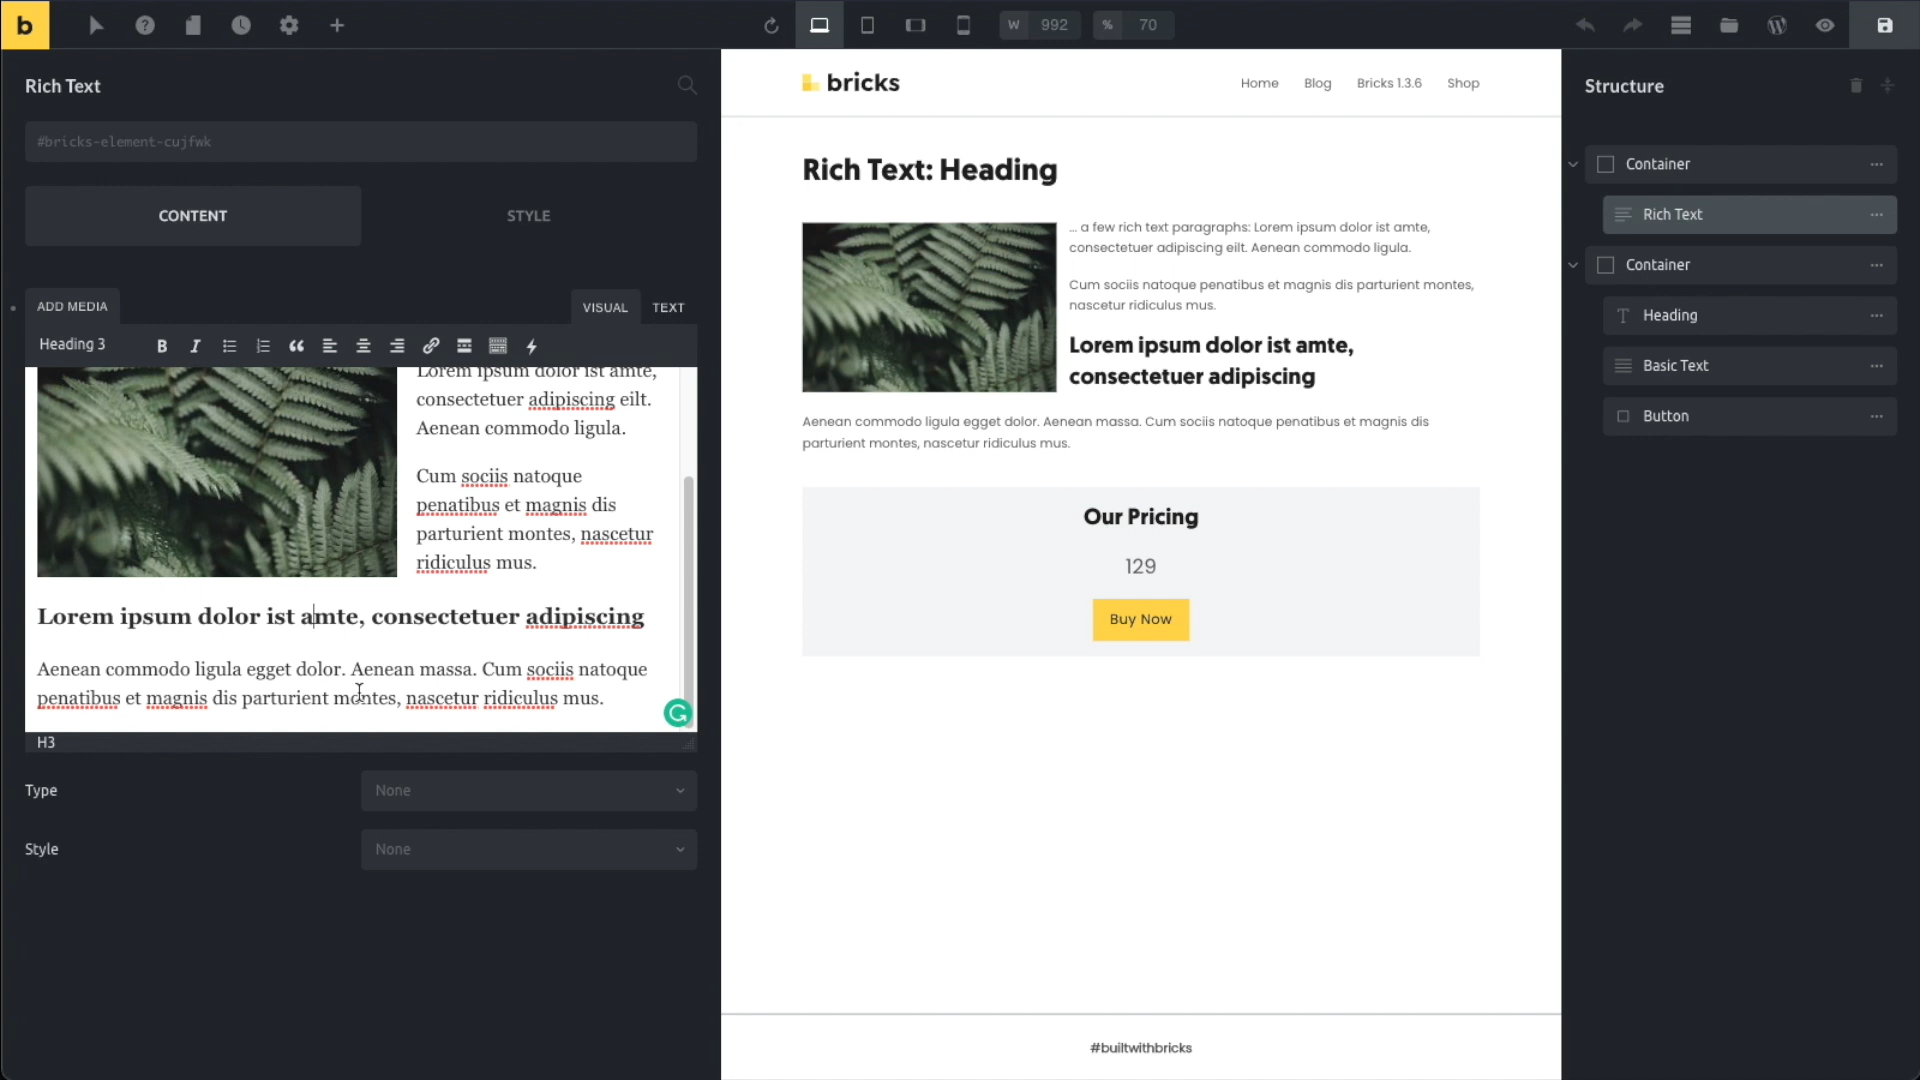 b
W 992 % 70
Rich Text
#bricks-element-cujfwk
CONTENT STYLE
ADD MEDIA
VISUAL TEXT
Heading 3
Lorem ipsum dolor ist amte,
consectetuer adipiscing eilt.
Aenean commodo ligula.
Cum sociis natoque
penatibus et magnis dis
parturient montes, nascetur
ridiculus mus.
Lorem ipsum dolor ist amte, consectetuer adipiscing
Aenean commodo ligula egget dolor. Aenean massa. Cum sociis natoque
penatibus et magnis dis parturient montes, nascetur ridiculus mus.
H3
Type None
Style None
bricks
Home Blog Bricks 1.3.6 Shop
Rich Text: Heading
... a few rich text paragraphs: Lorem ipsum dolor ist amte,
consectetuer adipiscing eilt. Aenean commodo ligula.
Cum sociis natoque penatibus et magnis dis parturient montes,
nascetur ridiculus mus.
Lorem ipsum dolor ist amte,
consectetuer adipiscing
Aenean commodo ligula egget dolor. Aenean massa. Cum sociis natoque penatibus et magnis dis
parturient montes, nascetur ridiculus mus.
Our Pricing
129
Buy Now
#builtwithbricks
Structure
Container
Rich Text
Container
Heading
Basic Text
Button